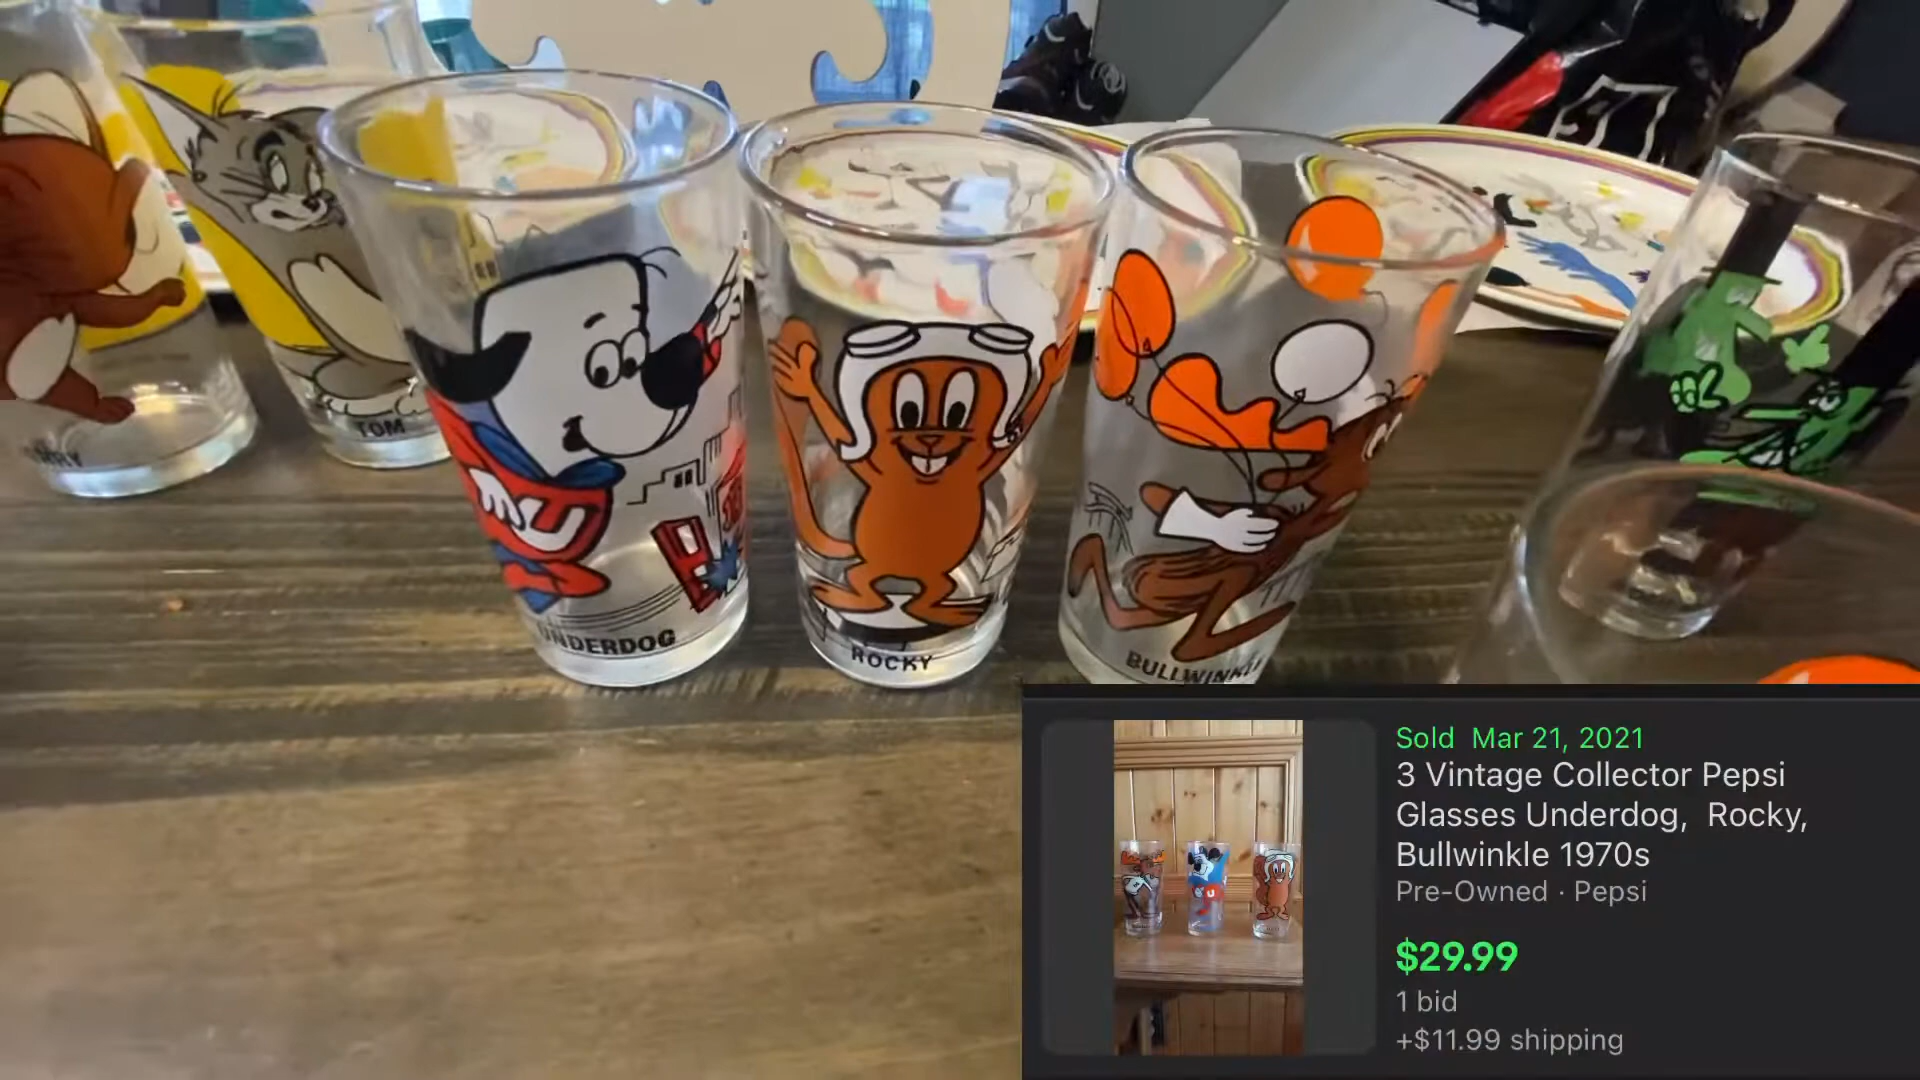 TOM
UNDERDOG
ROCKY
BULLWINKLE
U
Sold Mar 21, 2021
3 Vintage Collector Pepsi
Glasses Underdog, Rocky,
Bullwinkle 1970s
Pre-Owned · Pepsi
$29.99
1 bid
+$11.99 shipping